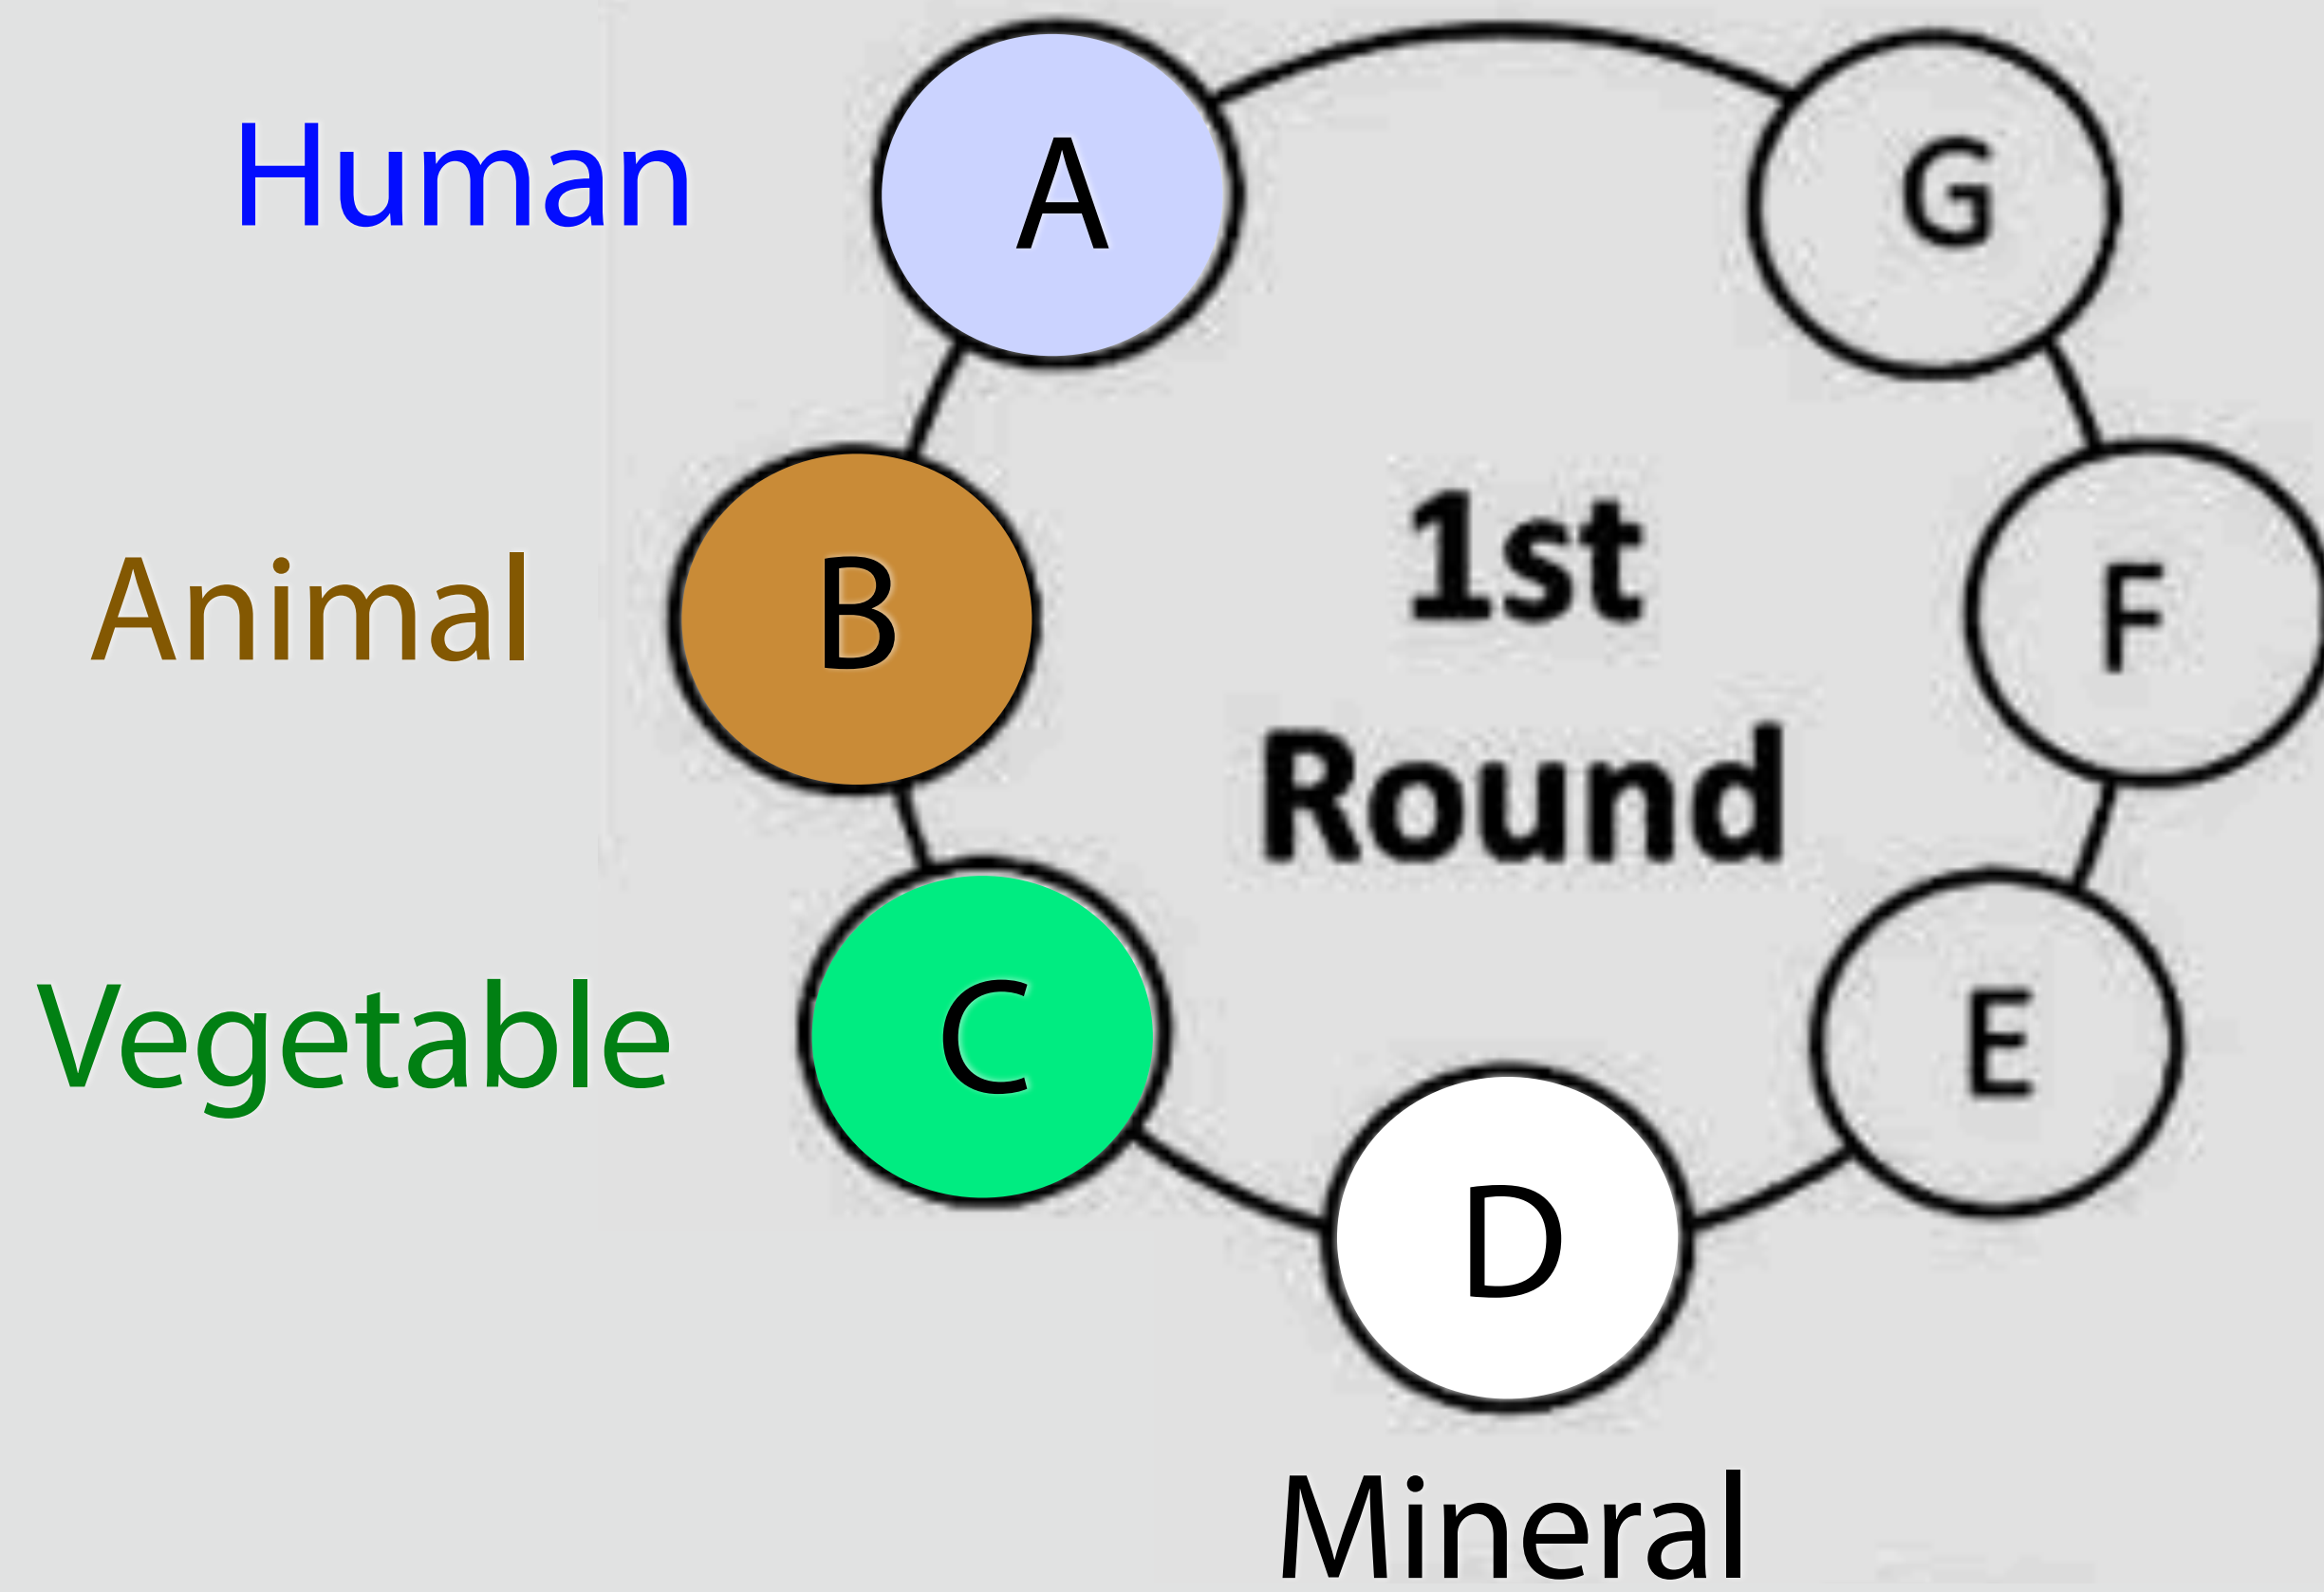 Human
A
G
Animal
B
1st
Round
F
Vegetable
C
E
D
Mineral